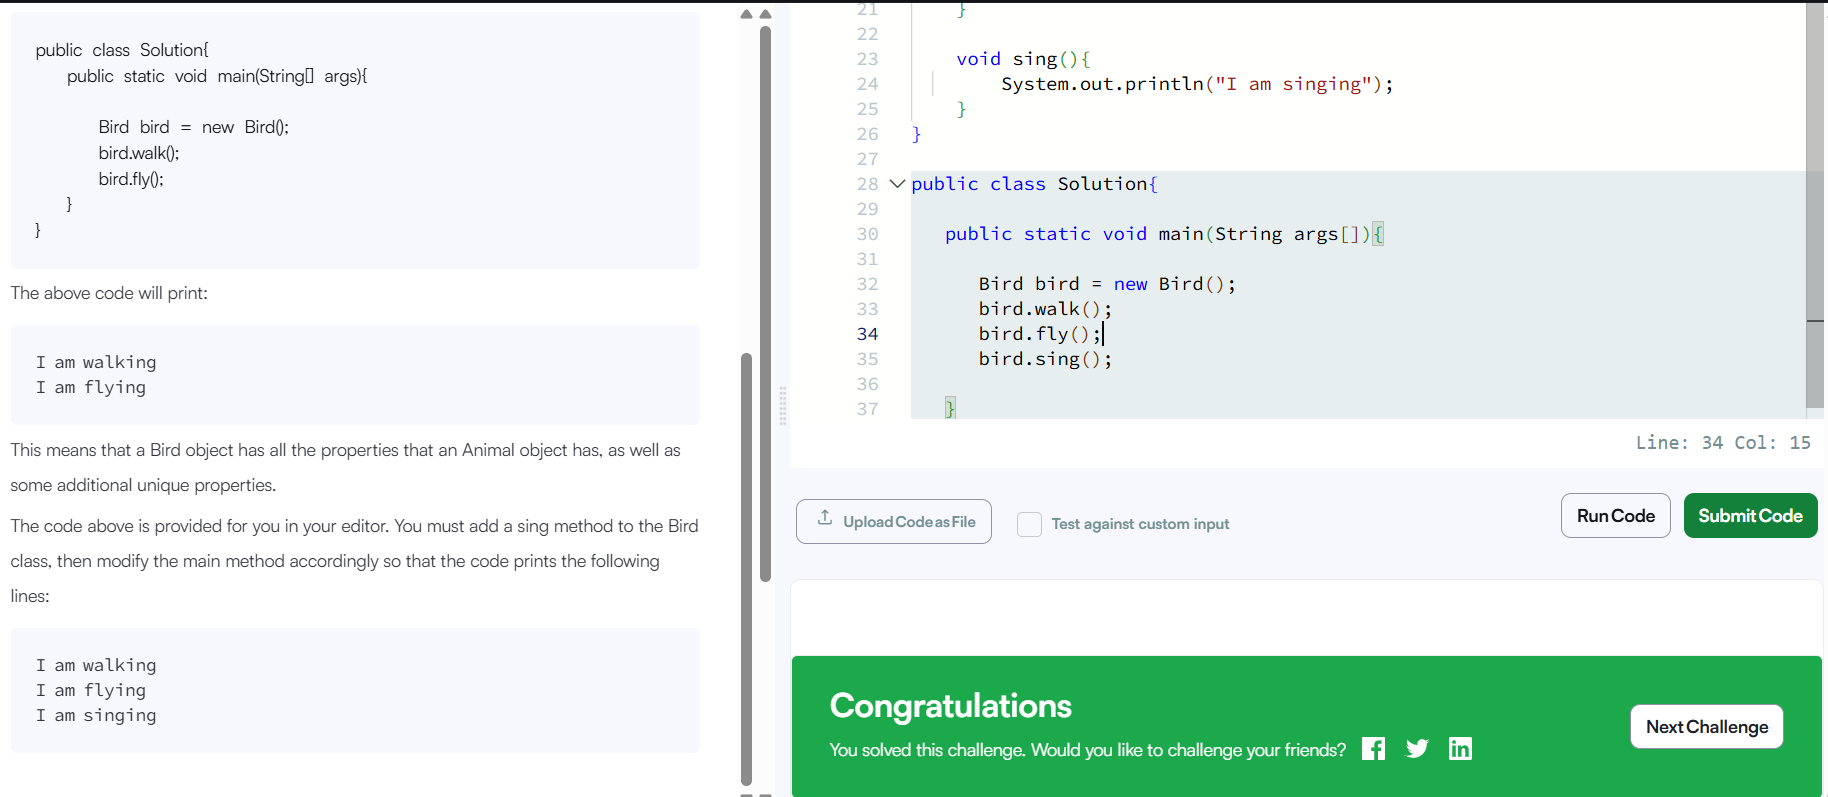 public class Solution{
public static void main(String[] args){
Bird bird = new Bird();
bird.walk();
bird.fly();
}
}
The above code will print:
I am walking
I am flying
This means that a Bird object has all the properties that an Animal object has, as well as
some additional unique properties.
The code above is provided for you in your editor. You must add a sing method to the Bird
class, then modify the main method accordingly so that the code prints the following
lines:
I am walking
I am flying
I am singing
21 }
22
23 void sing(){
24 System.out.println("I am singing");
25 }
26 }
27
28 public class Solution{
29
30 public static void main(String args[]){
31
32 Bird bird = new Bird();
33 bird.walk();
34 bird.fly();
35 bird.sing();
36
37 }
Line: 34 Col: 15
Upload Code as File
Test against custom input
Run Code
Submit Code
Congratulations
You solved this challenge. Would you like to challenge your friends?
Next Challenge